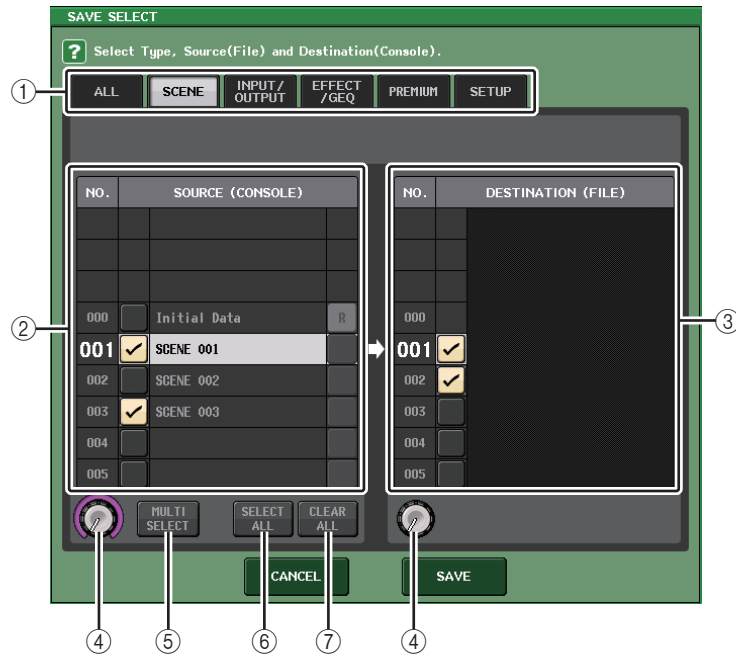 SAVE SELECT
? Select Type, Source(File) and Destination(Console).
① ALL SCENE INPUT/OUTPUT EFFECT/GEQ PREMIUM SETUP
NO. SOURCE (CONSOLE) NO. DESTINATION (FILE)
② ③
000 Initial Data R 000
001 SCENE 001 001
002 SCENE 002 002
003 SCENE 003 003
004 004
005 005
MULTI SELECT SELECT ALL CLEAR ALL
CANCEL SAVE
④ ⑤ ⑥ ⑦ ④